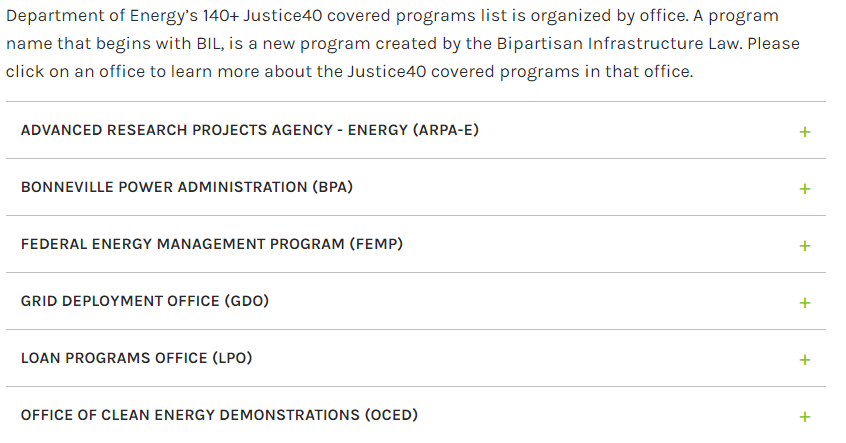 Department of Energy’s 140+ Justice40 covered programs list is organized by office. A program
name that begins with BIL, is a new program created by the Bipartisan Infrastructure Law. Please
click on an office to learn more about the Justice40 covered programs in that office.
ADVANCED RESEARCH PROJECTS AGENCY - ENERGY (ARPA-E) +
BONNEVILLE POWER ADMINISTRATION (BPA) +
FEDERAL ENERGY MANAGEMENT PROGRAM (FEMP) +
GRID DEPLOYMENT OFFICE (GDO) +
LOAN PROGRAMS OFFICE (LPO) +
OFFICE OF CLEAN ENERGY DEMONSTRATIONS (OCED) +